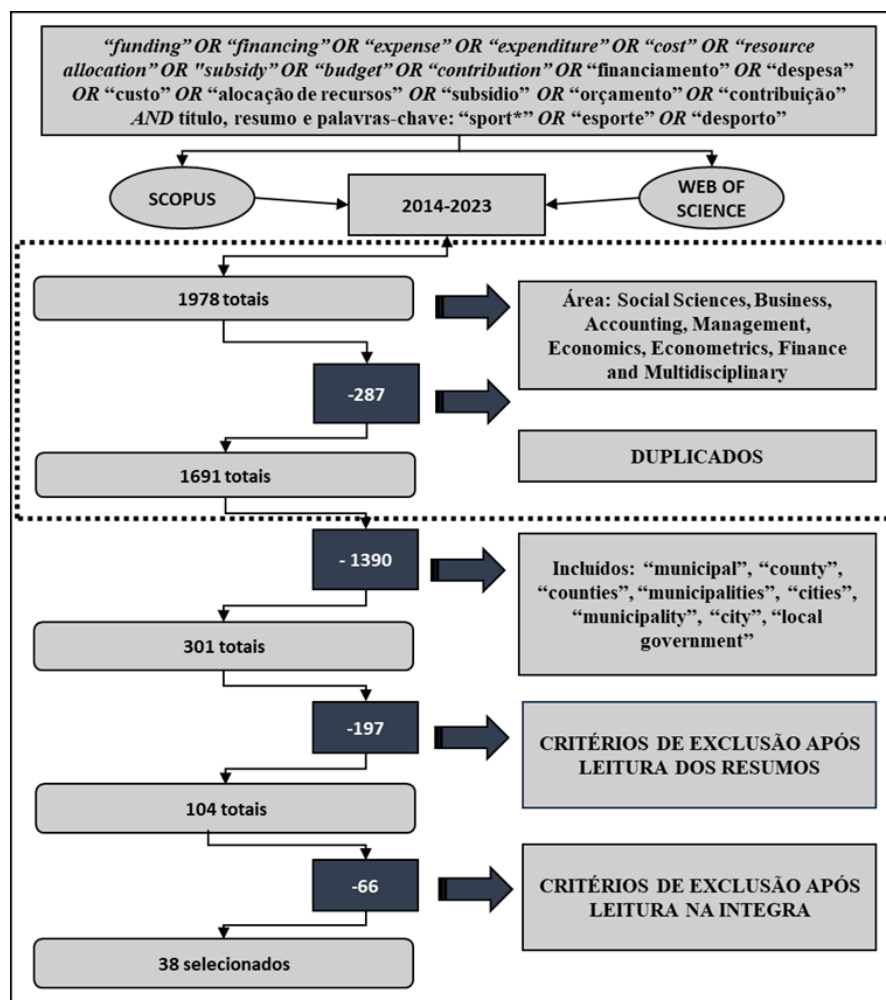 “funding” OR “financing” OR “expense” OR “expenditure” OR “cost” OR “resource
allocation” OR "subsidy” OR “budget” OR “contribution” OR “financiamento” OR “despesa”
OR “custo” OR “alocação de recursos” OR “subsídio” OR “orçamento” OR “contribuição”
AND título, resumo e palavras-chave: “sport*” OR “esporte” OR “desporto”
SCOPUS
2014-2023
WEB OF
SCIENCE
1978 totais
Área: Social Sciences, Business,
Accounting, Management,
Economics, Econometrics, Finance
and Multidisciplinary
-287
DUPLICADOS
1691 totais
- 1390
Incluídos: “municipal”, “county”,
“counties”, “municipalities”, “cities”,
“municipality”, “city”, “local
government”
301 totais
-197
CRITÉRIOS DE EXCLUSÃO APÓS
LEITURA DOS RESUMOS
104 totais
-66
CRITÉRIOS DE EXCLUSÃO APÓS
LEITURA NA INTEGRA
38 selecionados